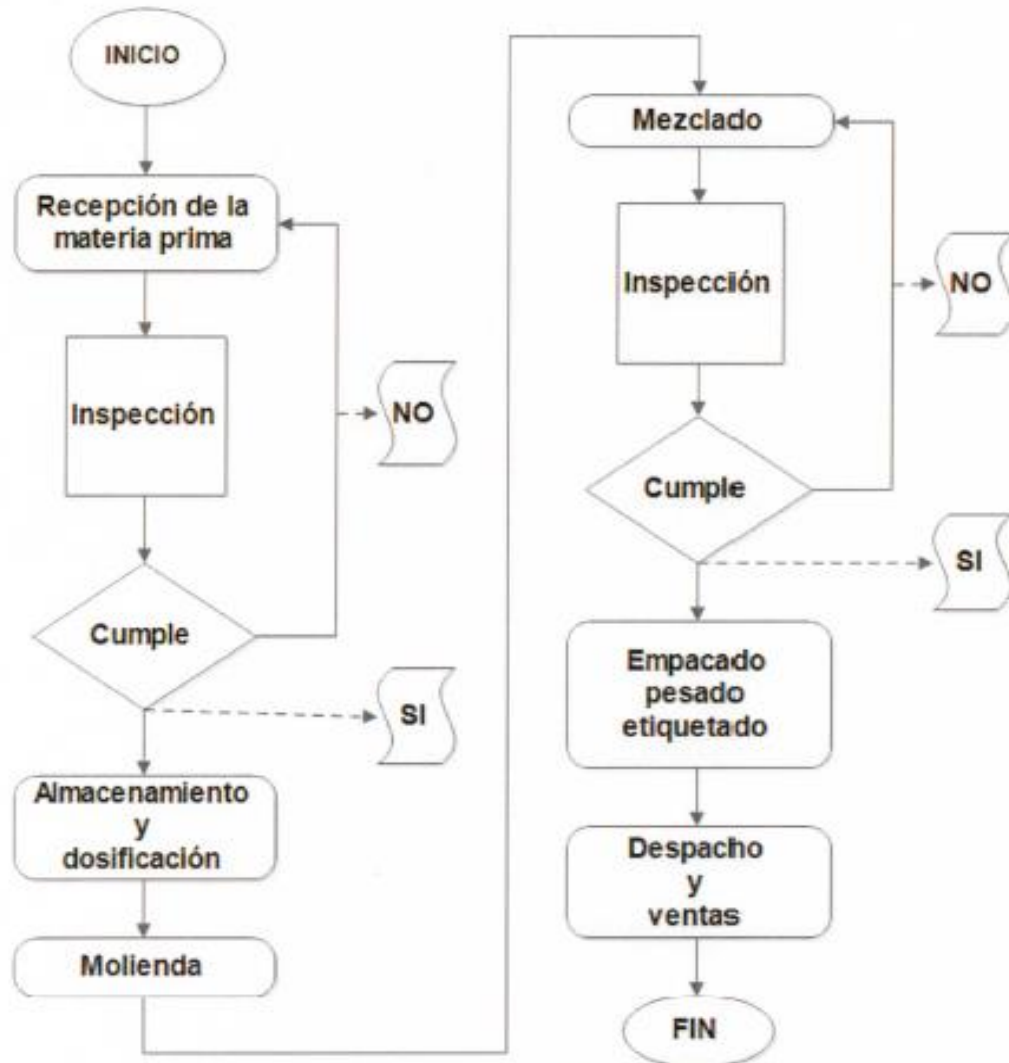 INICIO
Recepción de la
materia prima
Inspección
NO
Cumple
SI
Almacenamiento
y
dosificación
Molienda
Mezclado
Inspección
NO
Cumple
SI
Empacado
pesado
etiquetado
Despacho
y
ventas
FIN